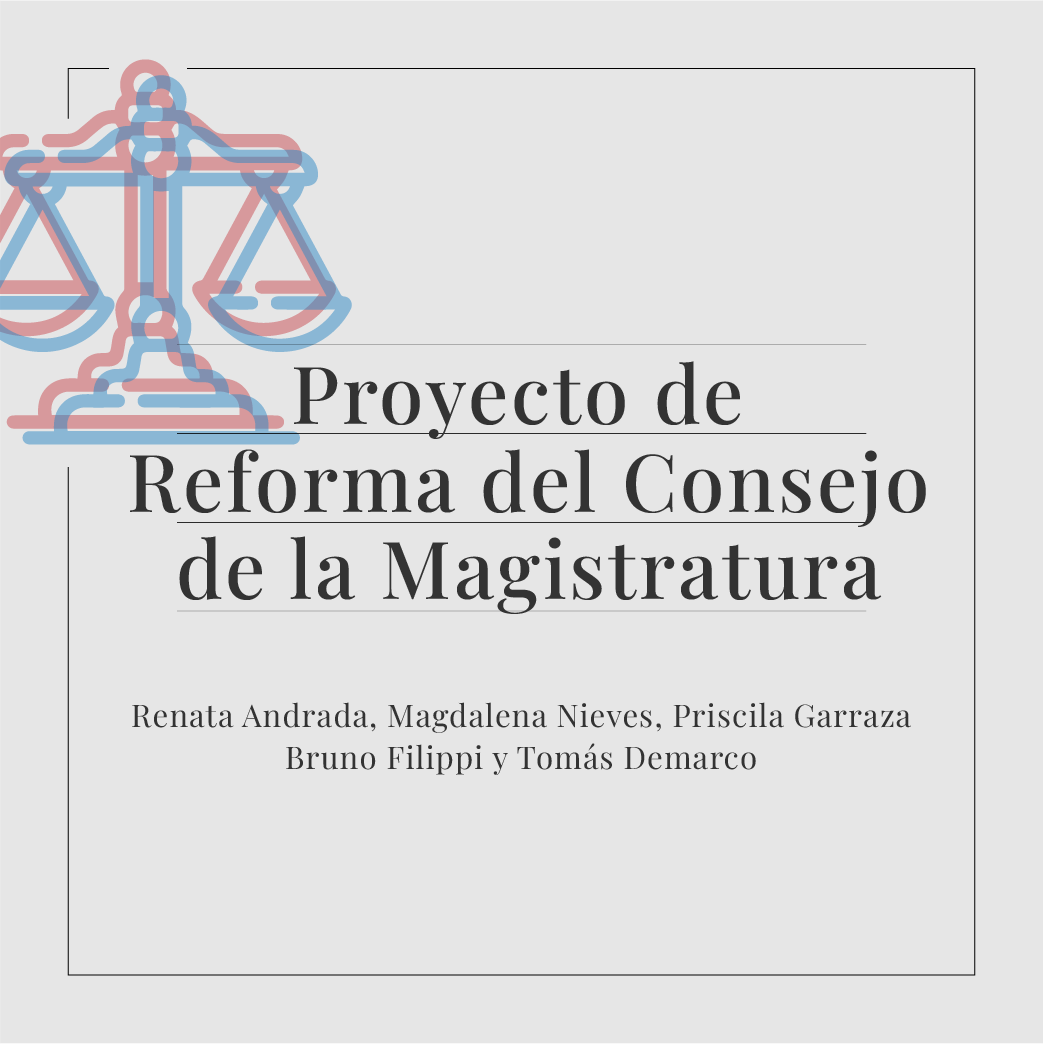 Proyecto de
Reforma del Consejo
de la Magistratura
Renata Andrada, Magdalena Nieves, Priscila Garraza
Bruno Filippi y Tomás Demarco